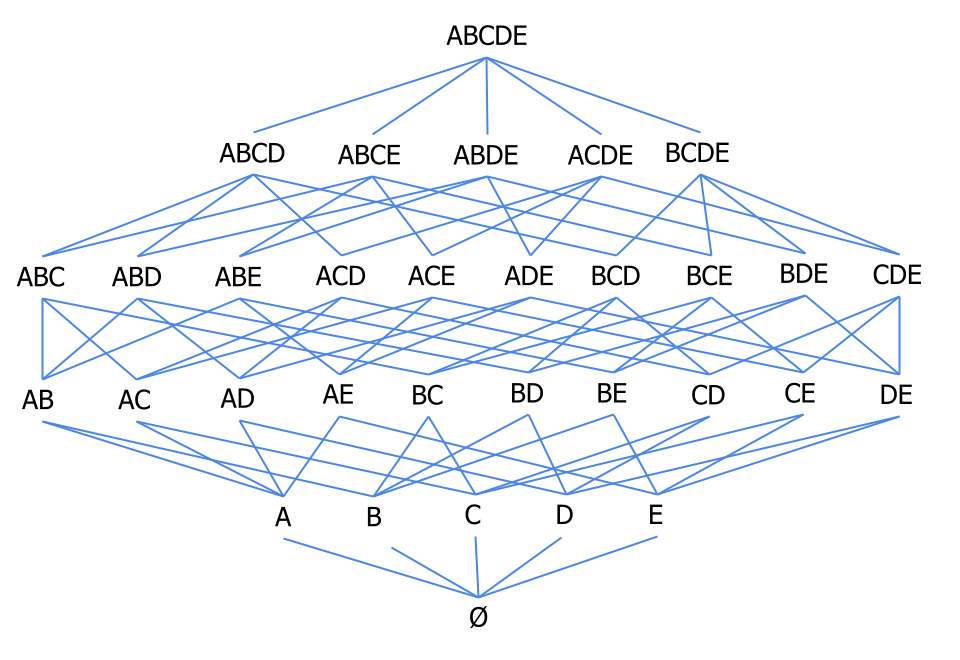 ABCDE
ABCD ABCE ABDE ACDE BCDE
ABC ABD ABE ACD ACE ADE BCD BCE BDE CDE
AB AC AD AE BC BD BE CD CE DE
A B C D E
Ø